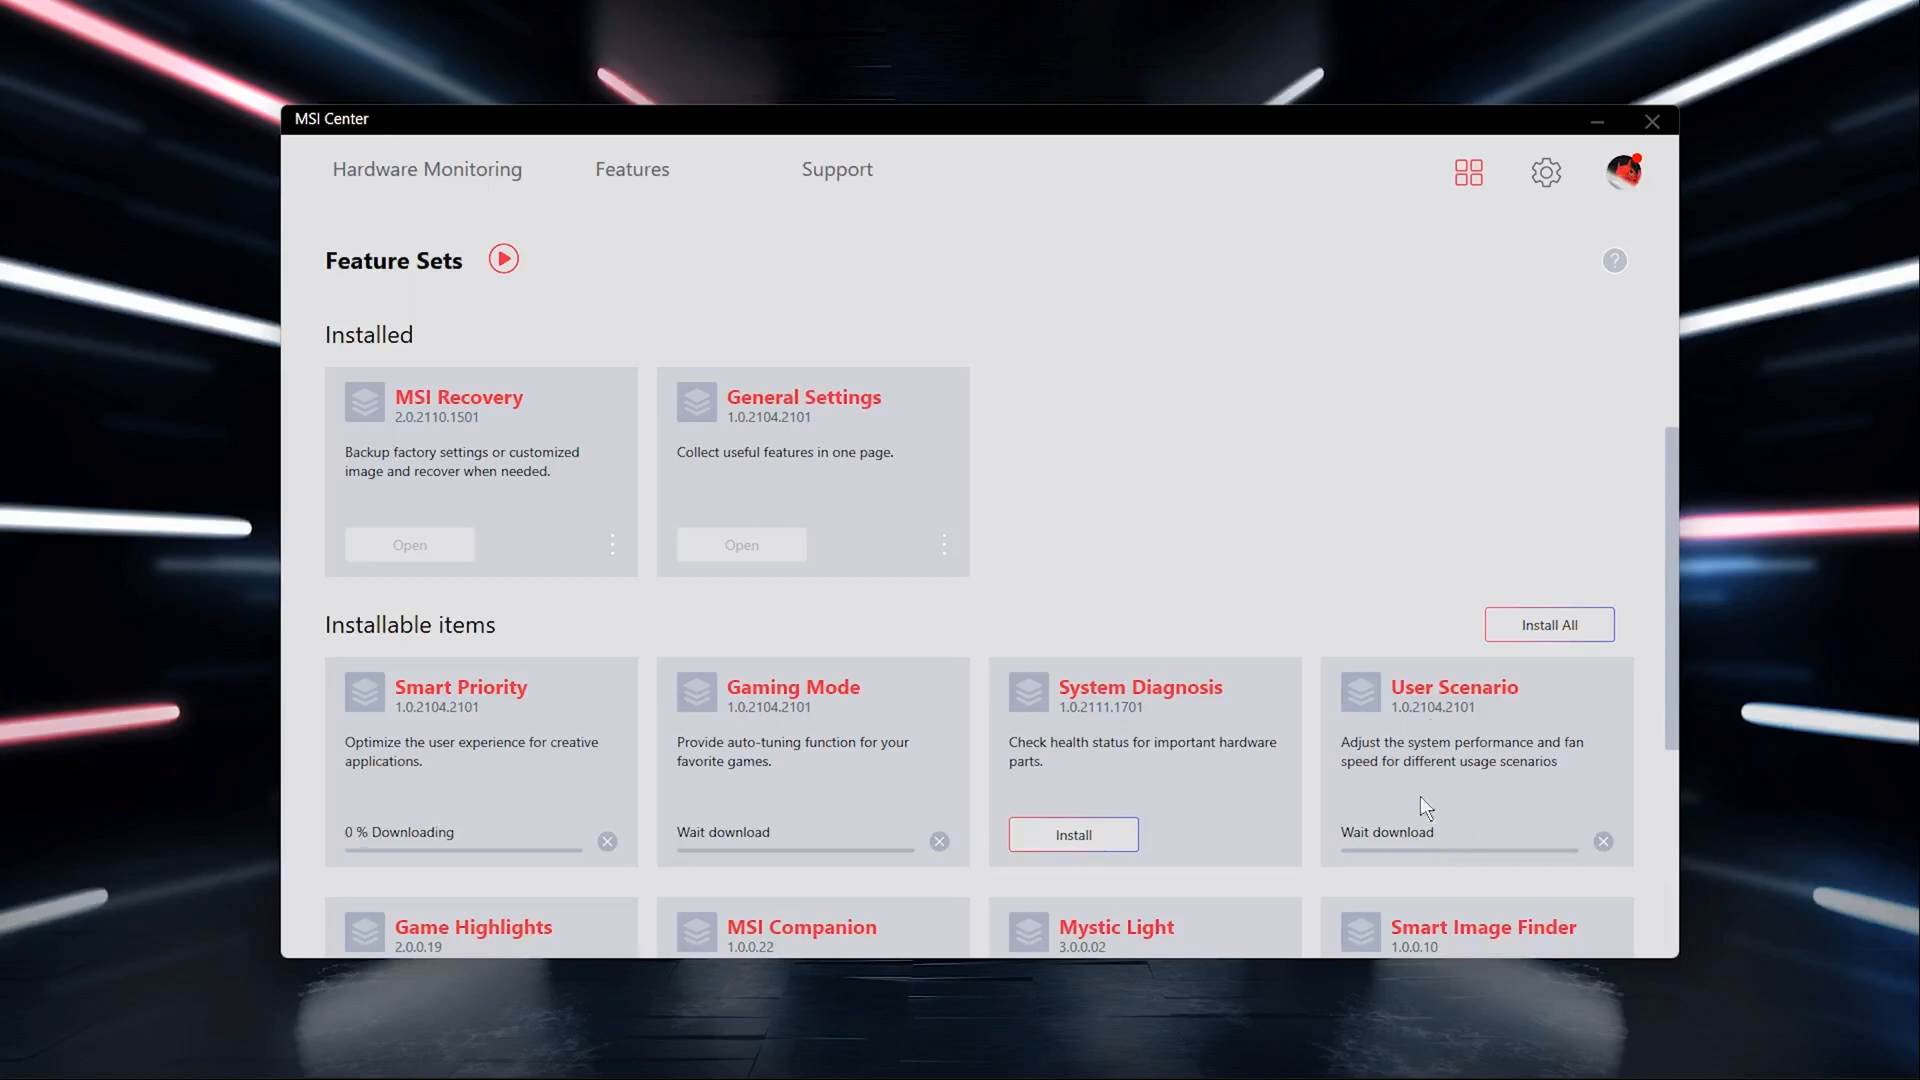 MSI Center
Hardware Monitoring
Features
Support
Feature Sets
?
Installed
MSI Recovery
2.0.2110.1501
Backup factory settings or customized
image and recover when needed.
Open
General Settings
1.0.2104.2101
Collect useful features in one page.
Open
Installable items
Install All
Smart Priority
1.0.2104.2101
Optimize the user experience for creative
applications.
0 % Downloading
Gaming Mode
1.0.2104.2101
Provide auto-tuning function for your
favorite games.
Wait download
System Diagnosis
1.0.2111.1701
Check health status for important hardware
parts.
Install
User Scenario
1.0.2104.2101
Adjust the system performance and fan
speed for different usage scenarios
Wait download
Game Highlights
2.0.0.19
MSI Companion
1.0.0.22
Mystic Light
3.0.0.02
Smart Image Finder
1.0.0.10